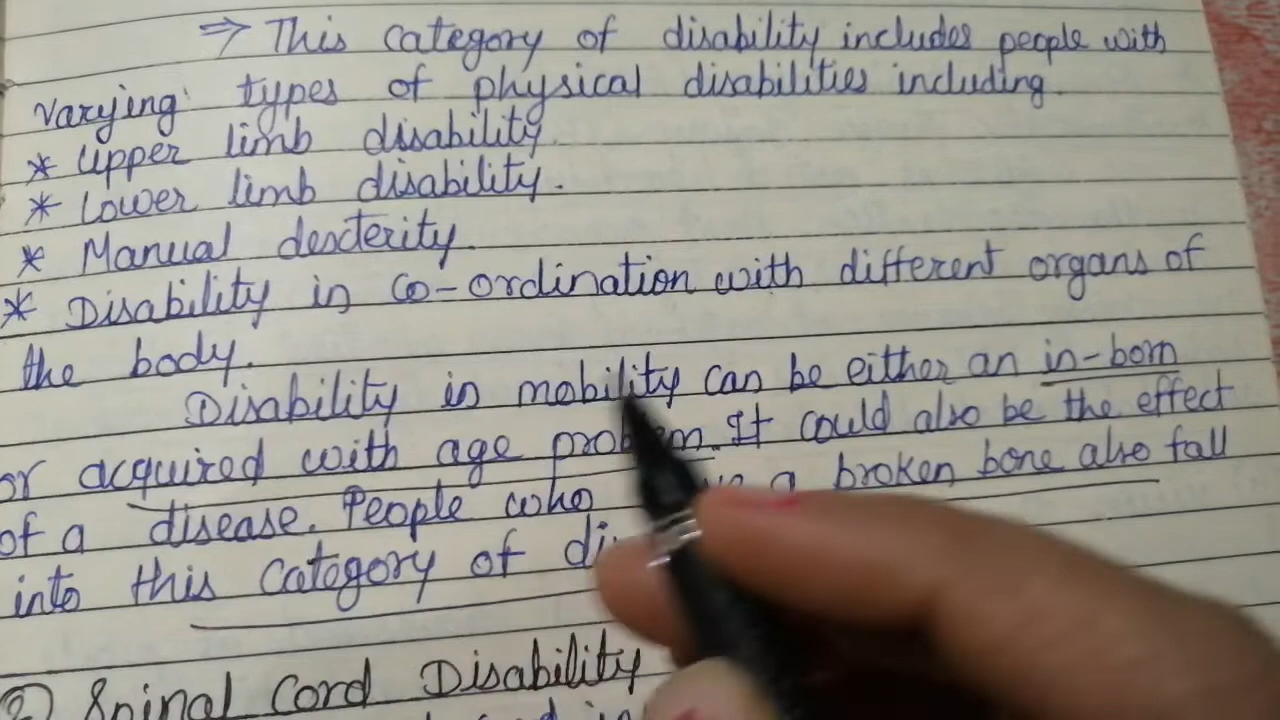 ⇒ This category of disability includes people with
varying types of physical disabilities including
* Upper limb disability
* Lower limb disability.
* Manual dexterity
* Disability in co-ordination with different organs of
the body.
Disability in mobility can be either an in-born
or acquired with age problem. It could also be the effect
of a disease. People who a broken bone also fall
into this category of
2) Spinal Cord Disability